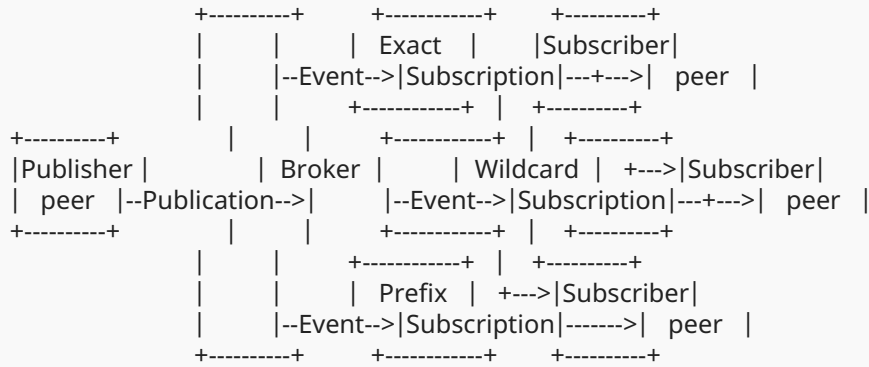 +----------+ +------------+ +----------+
| | | Exact | |Subscriber|
| |--Event-->|Subscription|---+--->| peer |
| | +------------+ | +----------+
+----------+ | | +------------+ | +----------+
|Publisher | | Broker | | Wildcard | +--->|Subscriber|
| peer |--Publication-->| |--Event-->|Subscription|---+--->| peer |
+----------+ | | +------------+ | +----------+
| | +------------+ | +----------+
| | | Prefix | +--->|Subscriber|
| |--Event-->|Subscription|------->| peer |
+----------+ +------------+ +----------+